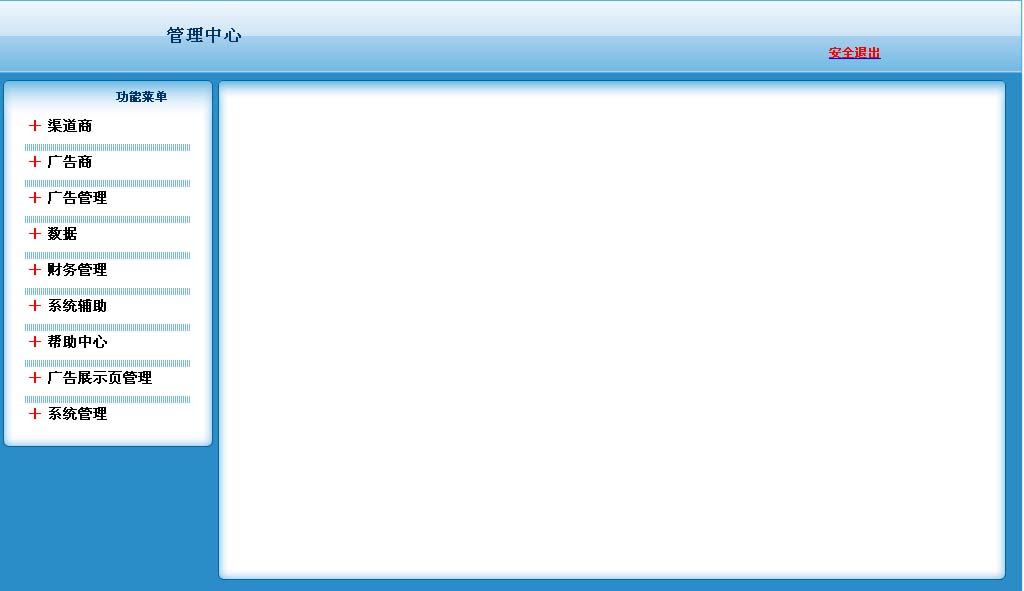 管理中心
安全退出
功能菜单
+ 渠道商
+ 广告商
+ 广告管理
+ 数据
+ 财务管理
+ 系统辅助
+ 帮助中心
+ 广告展示页管理
+ 系统管理